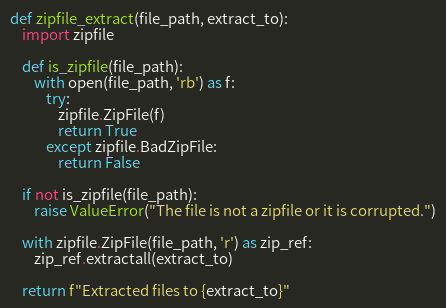 def zipfile_extract(file_path, extract_to):
    import zipfile

    def is_zipfile(file_path):
        with open(file_path, 'rb') as f:
            try:
                zipfile.ZipFile(f)
                return True
            except zipfile.BadZipFile:
                return False

    if not is_zipfile(file_path):
        raise ValueError("The file is not a zipfile or it is corrupted.")

    with zipfile.ZipFile(file_path, 'r') as zip_ref:
        zip_ref.extractall(extract_to)

    return f"Extracted files to {extract_to}"